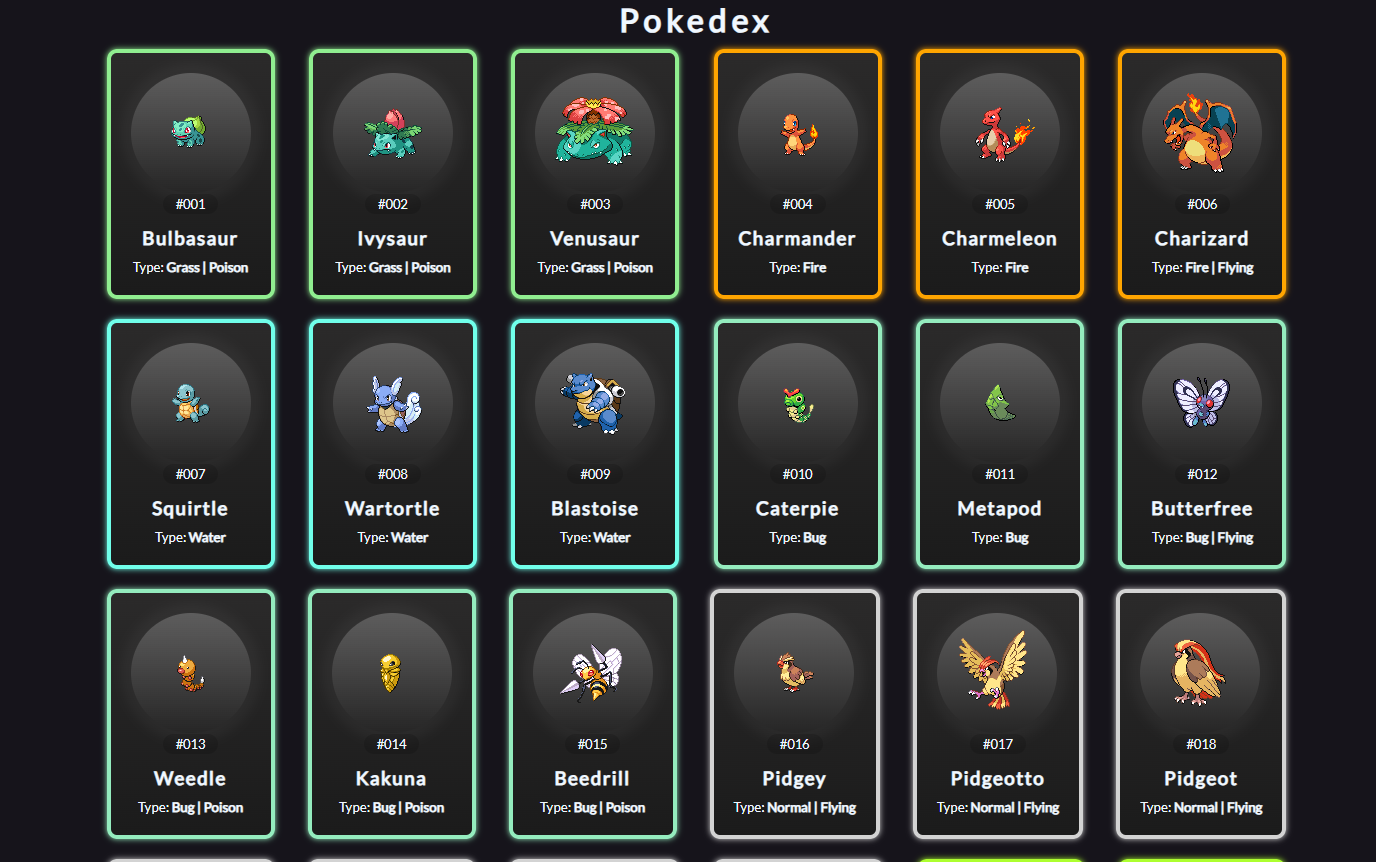 Pokedex
#001
Bulbasaur
Type: Grass | Poison
#002
Ivysaur
Type: Grass | Poison
#003
Venusaur
Type: Grass | Poison
#004
Charmander
Type: Fire
#005
Charmeleon
Type: Fire
#006
Charizard
Type: Fire | Flying
#007
Squirtle
Type: Water
#008
Wartortle
Type: Water
#009
Blastoise
Type: Water
#010
Caterpie
Type: Bug
#011
Metapod
Type: Bug
#012
Butterfree
Type: Bug | Flying
#013
Weedle
Type: Bug | Poison
#014
Kakuna
Type: Bug | Poison
#015
Beedrill
Type: Bug | Poison
#016
Pidgey
Type: Normal | Flying
#017
Pidgeotto
Type: Normal | Flying
#018
Pidgeot
Type: Normal | Flying